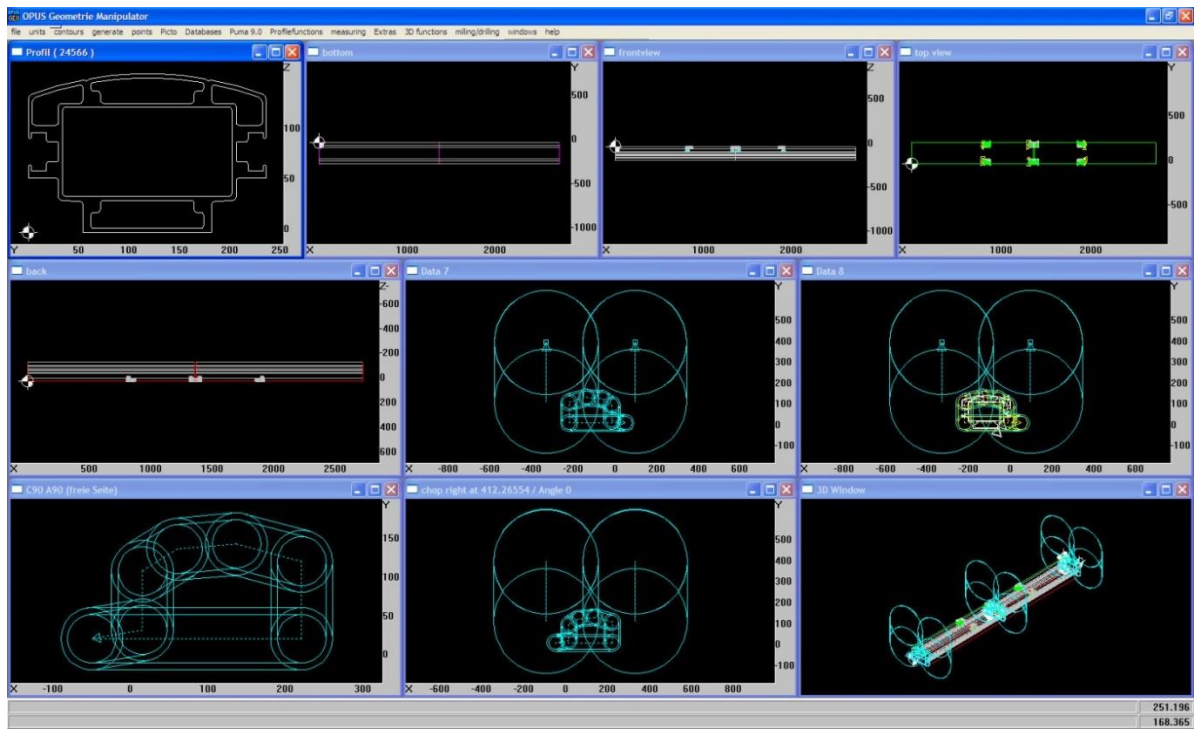 OPUS Geometrie Manipulator
file units contours generate points Picto Databases Puma 9.0 Profilefunctions measuring Extras 3D functions milling/drilling windows help
Profil ( 24566 )
Z
100
50
0
Y 50 100 150 200 250
bottom
Y
500
0
-500
-1000
X 1000 2000
frontview
Z
500
0
-500
-1000
X 1000 2000
top view
Y
500
0
-500
X 1000 2000
back
Z-
-600
-400
-200
0
200
400
600
X 500 1000 1500 2000 2500
Data 7
Y
500
400
300
200
100
0
-100
X -800 -600 -400 -200 0 200 400 600
Data 8
Y
500
400
300
200
100
0
-100
X -800 -600 -400 -200 0 200 400 600
C90 A90 (freie Seite)
Y
150
100
50
0
X -100 0 100 200 300
chop right at 412.26554 / Angle 0
Y
500
400
300
200
100
0
-100
X -600 -400 -200 0 200 400 600 800
3D Window
251.196
168.365